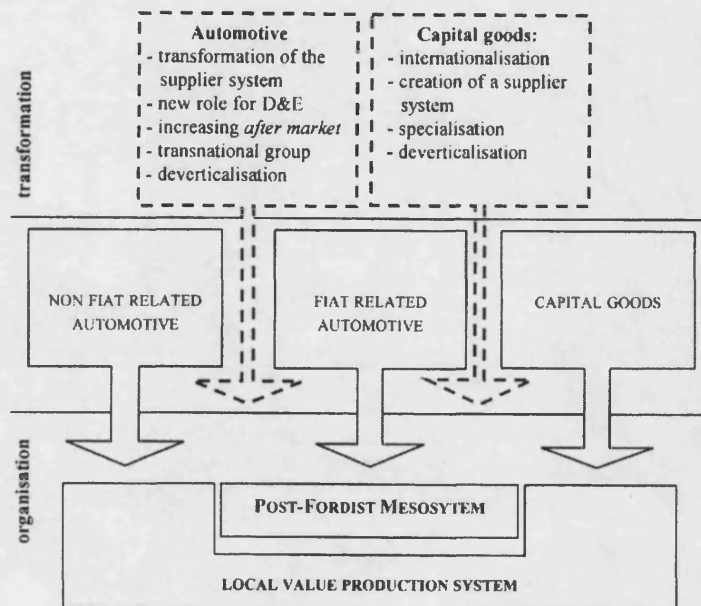 transformation
Automotive
- transformation of the
supplier system
- new role for D&E
- increasing after market
- transnational group
- deverticalisation
Capital goods:
- internationalisation
- creation of a supplier
system
- specialisation
- deverticalisation
NON FIAT RELATED
AUTOMOTIVE
FIAT RELATED
AUTOMOTIVE
CAPITAL GOODS
organisation
POST-FORDIST MESOSYTEM
LOCAL VALUE PRODUCTION SYSTEM